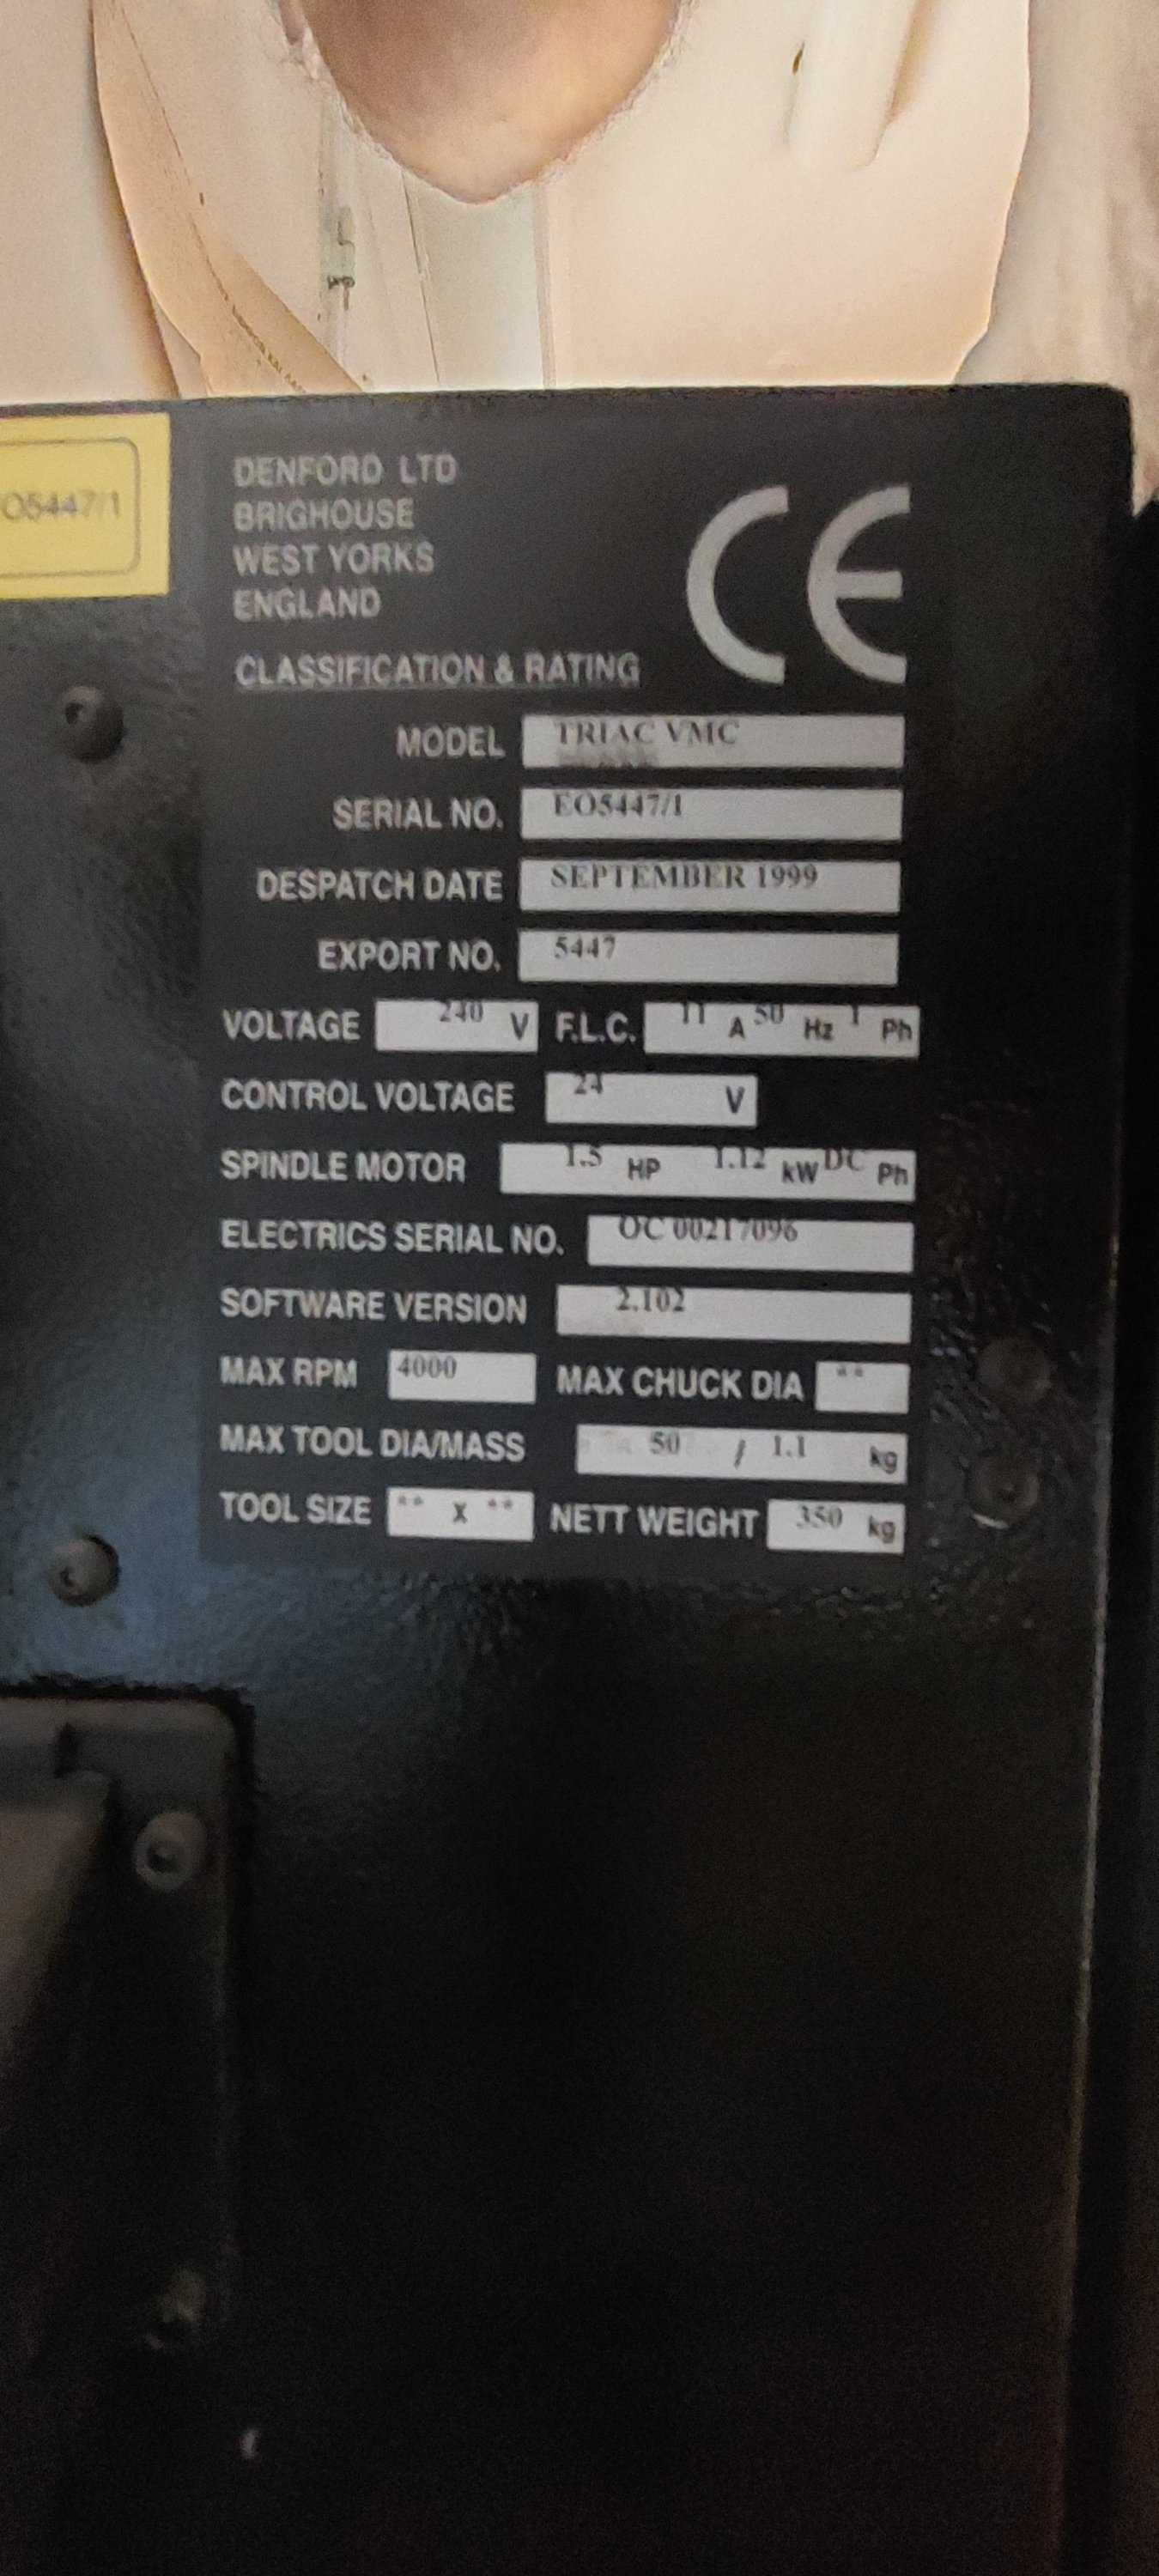 O5447/1
DENFORD LTD
BRIGHOUSE
WEST YORKS
ENGLAND
CE
CLASSIFICATION & RATING
MODEL TRIAC VMC
SERIAL NO. EO5447/1
DESPATCH DATE SEPTEMBER 1999
EXPORT NO. 5447
VOLTAGE 240 V F.L.C. 11 A 50 Hz 1 Ph
CONTROL VOLTAGE 24 V
SPINDLE MOTOR 1.5 HP 1.12 kW DC Ph
ELECTRICS SERIAL NO. OC 00217096
SOFTWARE VERSION 2.102
MAX RPM 4000 MAX CHUCK DIA **
MAX TOOL DIA/MASS 50 / 1.1 kg
TOOL SIZE ** X ** NETT WEIGHT 350 kg